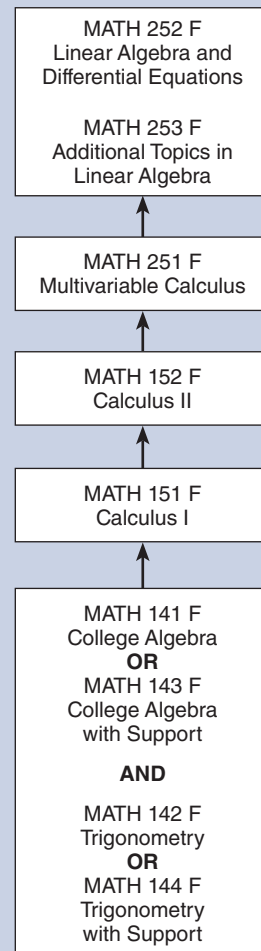 MATH 252 F
Linear Algebra and
Differential Equations
MATH 253 F
Additional Topics in
Linear Algebra
MATH 251 F
Multivariable Calculus
MATH 152 F
Calculus II
MATH 151 F
Calculus I
MATH 141 F
College Algebra
OR
MATH 143 F
College Algebra
with Support
AND
MATH 142 F
Trigonometry
OR
MATH 144 F
Trigonometry
with Support